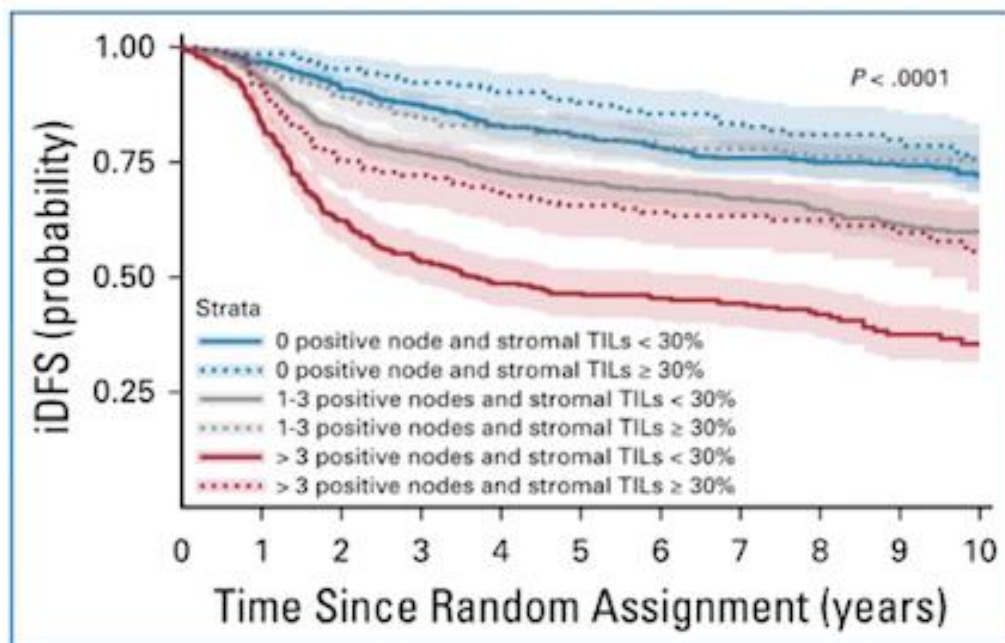 1.00
0.75
0.50
0.25
iDFS (probability)
P < .0001
Strata
0 positive node and stromal TILs < 30%
0 positive node and stromal TILs ≥ 30%
1-3 positive nodes and stromal TILs < 30%
1-3 positive nodes and stromal TILs ≥ 30%
> 3 positive nodes and stromal TILs < 30%
> 3 positive nodes and stromal TILs ≥ 30%
0 1 2 3 4 5 6 7 8 9 10
Time Since Random Assignment (years)